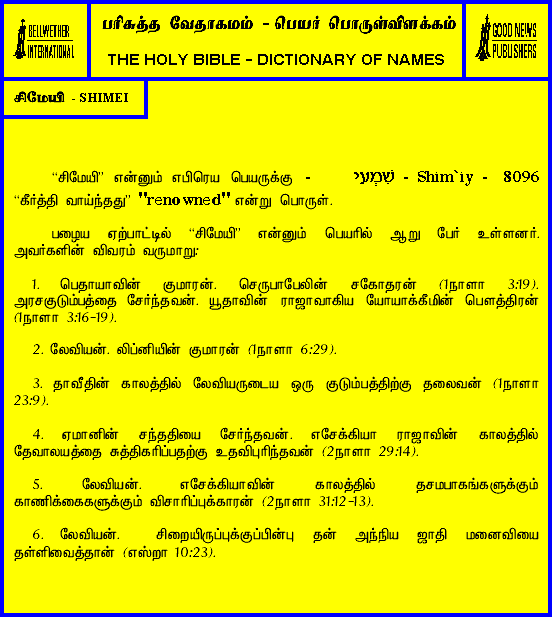 BELLWETHER
INTERNATIONAL
பரிசுத்த வேதாகமம் - பெயர் பொருள்விளக்கம்
THE HOLY BIBLE - DICTIONARY OF NAMES
GOOD NEWS
PUBLISHERS
சிமேயி - SHIMEI
“சிமேயி” என்னும் எபிரெய பெயருக்கு - שִׁמְעִי - Shim`iy - 8096
“கீர்த்தி வாய்ந்தது” "renowned" என்று பொருள்.
பழைய ஏற்பாட்டில் “சிமேயி” என்னும் பெயரில் ஆறு பேர் உள்ளனர்.
அவர்களின் விவரம் வருமாறு:
1. பெதாயாவின் குமாரன். செருபாபேலின் சகோதரன் (1நாளா 3:19).
அரசகுடும்பத்தை சேர்ந்தவன். யூதாவின் ராஜாவாகிய யோயாக்கீமின் பௌத்திரன்
(1நாளா 3:16-19).
2. லேவியன். லிப்னியின் குமாரன் (1நாளா 6:29).
3. தாவீதின் காலத்தில் லேவியருடைய ஒரு குடும்பத்திற்கு தலைவன் (1நாளா
23:9).
4. ஏமானின் சந்ததியை சேர்ந்தவன். எசேக்கியா ராஜாவின் காலத்தில்
தேவாலயத்தை சுத்திகரிப்பதற்கு உதவிபுரிந்தவன் (2நாளா 29:14).
5. லேவியன். எசேக்கியாவின் காலத்தில் தசமபாகங்களுக்கும்
காணிக்கைகளுக்கும் விசாரிப்புக்காரன் (2நாளா 31:12-13).
6. லேவியன். சிறையிருப்புக்குப்பின்பு தன் அந்நிய ஜாதி மனைவியை
தள்ளிவைத்தான் (எஸ்றா 10:23).